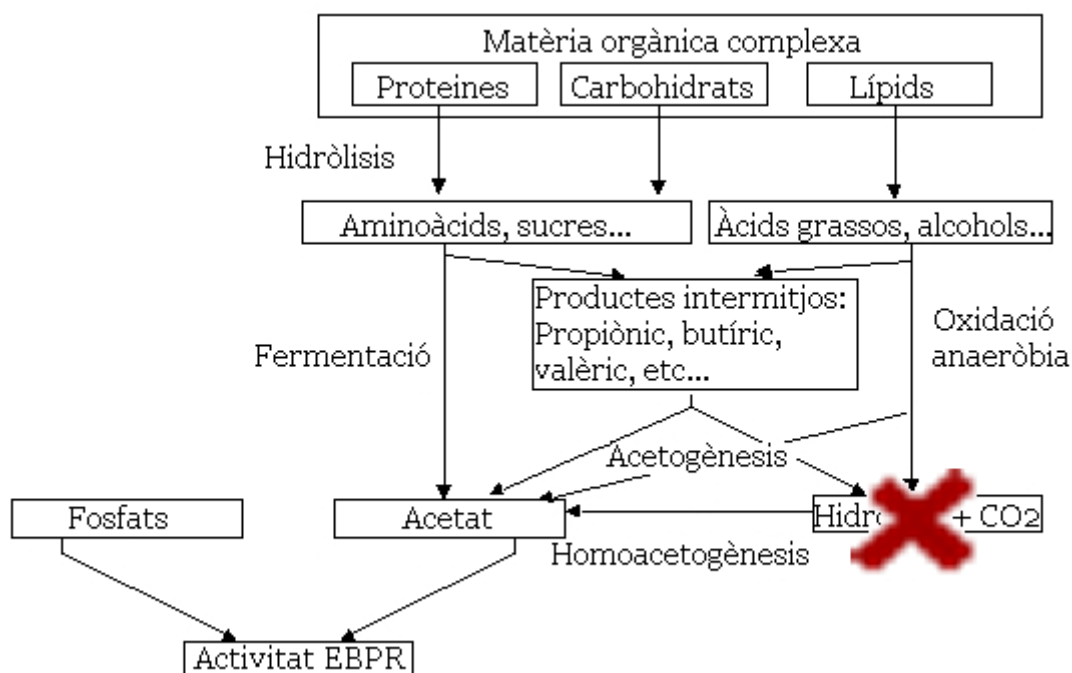 Matèria orgànica complexa
Proteines
Carbohidrats
Lípids
Hidròlisis
Aminoàcids, sucres...
Àcids grassos, alcohols...
Productes intermitjos:
Propiònic, butíric,
valèric, etc...
Oxidació
anaeròbia
Fermentació
Acetogènesis
Fosfats
Acetat
+ CO2
Homoacetogènesis
Activitat EBPR